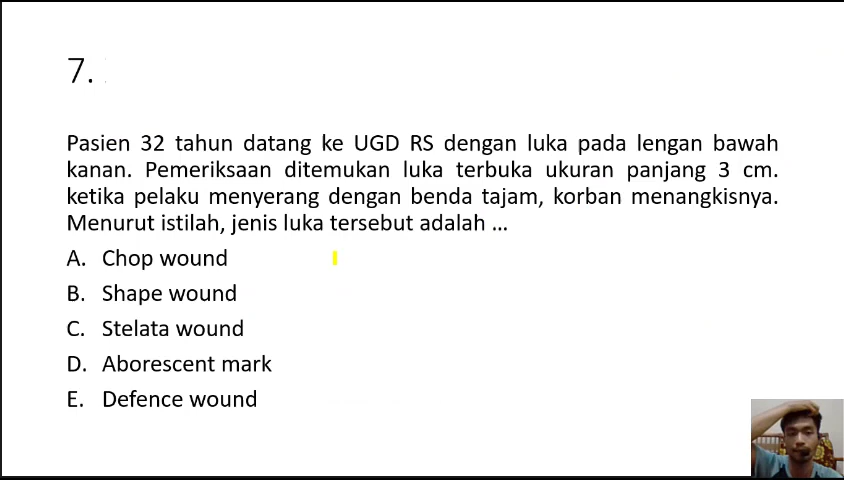 7.
Pasien 32 tahun datang ke UGD RS dengan luka pada lengan bawah
kanan. Pemeriksaan ditemukan luka terbuka ukuran panjang 3 cm.
ketika pelaku menyerang dengan benda tajam, korban menangkisnya.
Menurut istilah, jenis luka tersebut adalah ...
A. Chop wound
B. Shape wound
C. Stelata wound
D. Aborescent mark
E. Defence wound